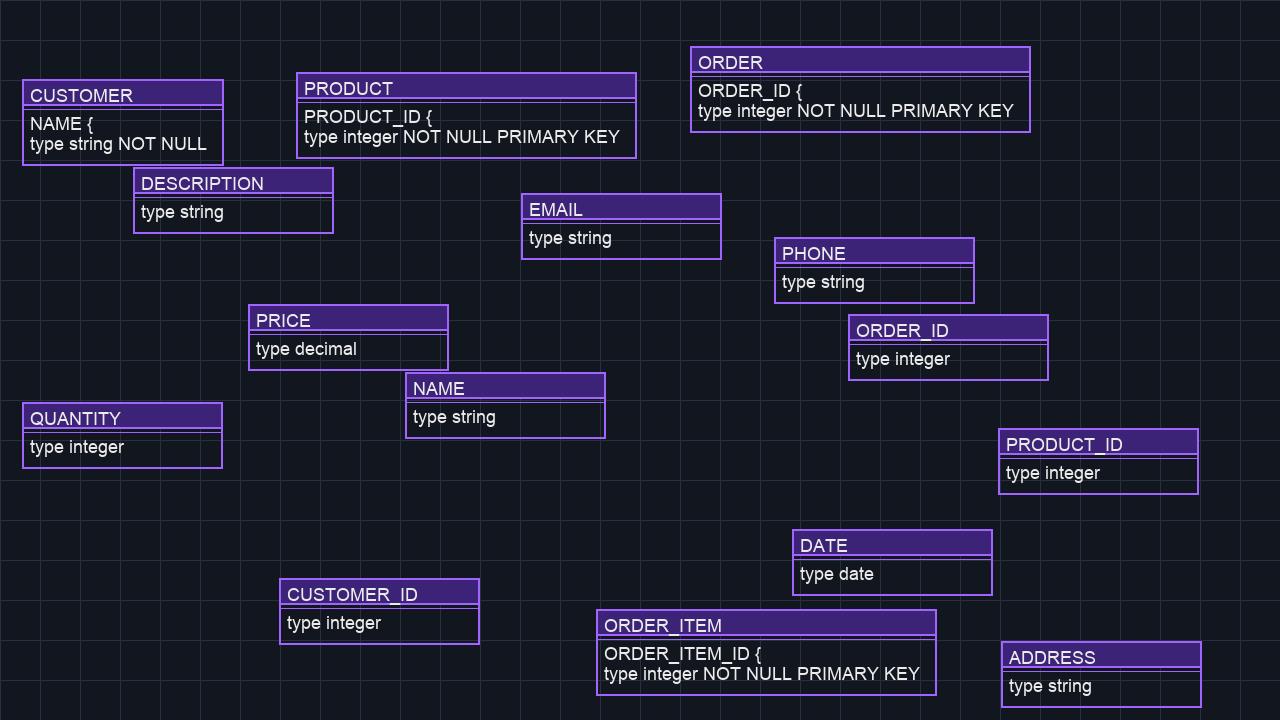 CUSTOMER
NAME {
type string NOT NULL
PRODUCT
PRODUCT_ID {
type integer NOT NULL PRIMARY KEY
ORDER
ORDER_ID {
type integer NOT NULL PRIMARY KEY
DESCRIPTION
type string
EMAIL
type string
PHONE
type string
PRICE
type decimal
ORDER_ID
type integer
NAME
type string
QUANTITY
type integer
PRODUCT_ID
type integer
DATE
type date
CUSTOMER_ID
type integer
ORDER_ITEM
ORDER_ITEM_ID {
type integer NOT NULL PRIMARY KEY
ADDRESS
type string